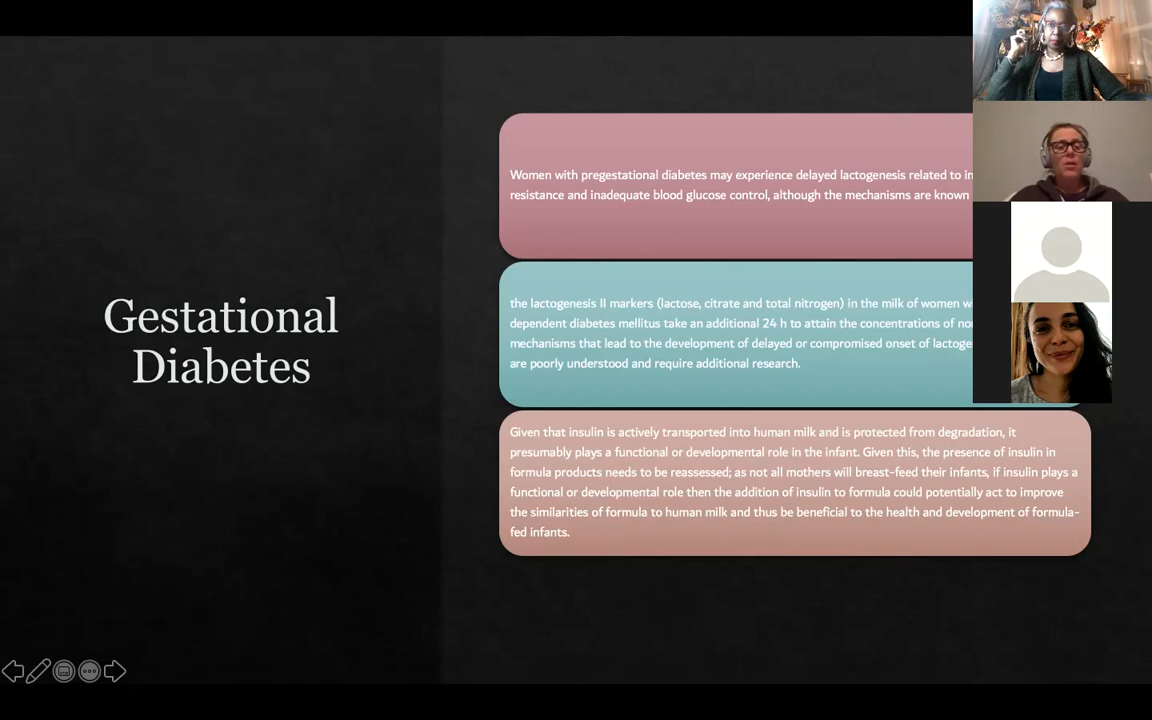 Gestational
Diabetes
Women with pregestational diabetes may experience delayed lactogenesis related to
resistance and inadequate blood glucose control, although the mechanisms are known
the lactogenesis II markers (lactose, citrate and total nitrogen) in the milk of women
dependent diabetes mellitus take an additional 24 h to attain the concentrations of
mechanisms that lead to the development of delayed or compromised onset of
are poorly understood and require additional research.
Given that insulin is actively transported into human milk and is protected from degradation, it
presumably plays a functional or developmental role in the infant. Given this, the presence of insulin in
formula products needs to be reassessed; as not all mothers will breast-feed their infants, if insulin plays a
functional or developmental role then the addition of insulin to formula could potentially act to improve
the similarities of formula to human milk and thus be beneficial to the health and development of formula-
fed infants.